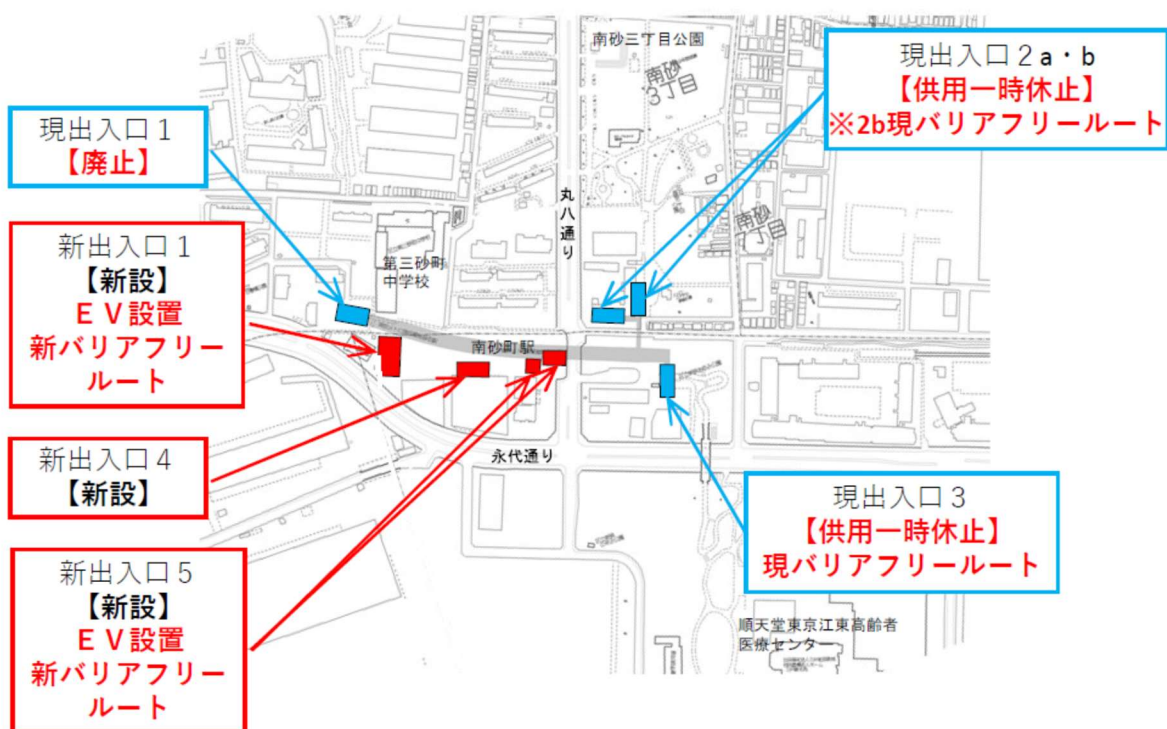 南砂三丁目公園
南砂
3丁目
現出入口2a・b
【供用一時休止】
※2b現バリアフリールート
現出入口1
【廃止】
丸八通り
南砂
7丁目
新出入口1
【新設】
EV設置
新バリアフリー
ルート
第三砂町
中学校
南砂町駅
新出入口4
【新設】
永代通り
現出入口3
【供用一時休止】
現バリアフリールート
新出入口5
【新設】
EV設置
新バリアフリー
ルート
順天堂東京江東高齢者
医療センター